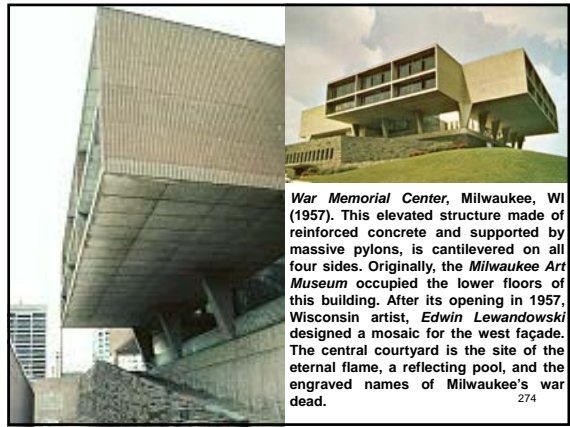 War Memorial Center, Milwaukee, WI
(1957). This elevated structure made of
reinforced concrete and supported by
massive pylons, is cantilevered on all
four sides. Originally, the Milwaukee Art
Museum occupied the lower floors of
this building. After its opening in 1957,
Wisconsin artist, Edwin Lewandowski
designed a mosaic for the west façade.
The central courtyard is the site of the
eternal flame, a reflecting pool, and the
engraved names of Milwaukee's war
dead. 274